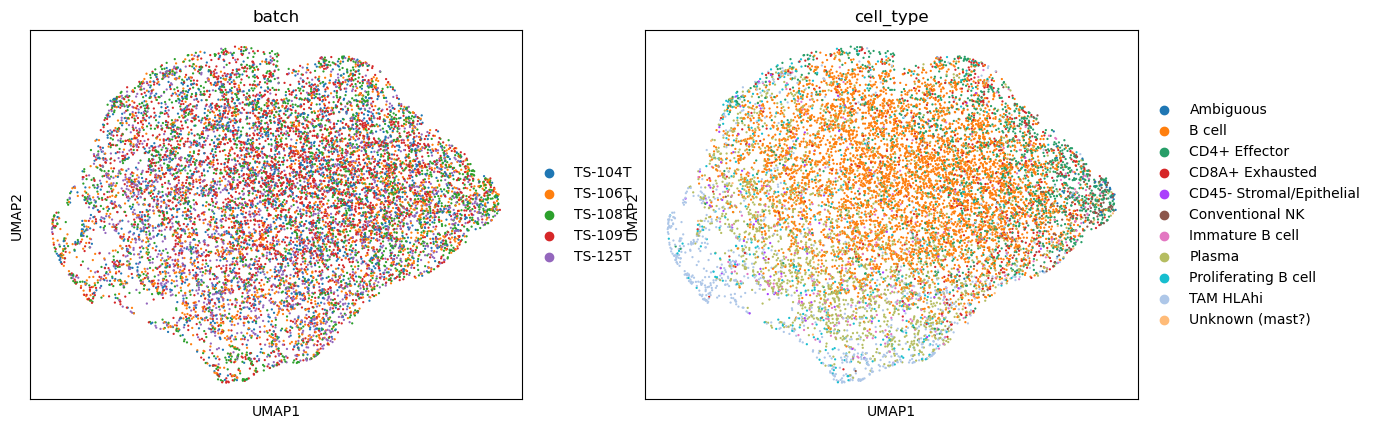 batch
UMAP2
UMAP1
TS-104T
TS-106T
TS-108T
TS-109T
TS-125T
cell_type
UMAP2
UMAP1
Ambiguous
B cell
CD4+ Effector
CD8A+ Exhausted
CD45- Stromal/Epithelial
Conventional NK
Immature B cell
Plasma
Proliferating B cell
TAM HLAhi
Unknown (mast?)